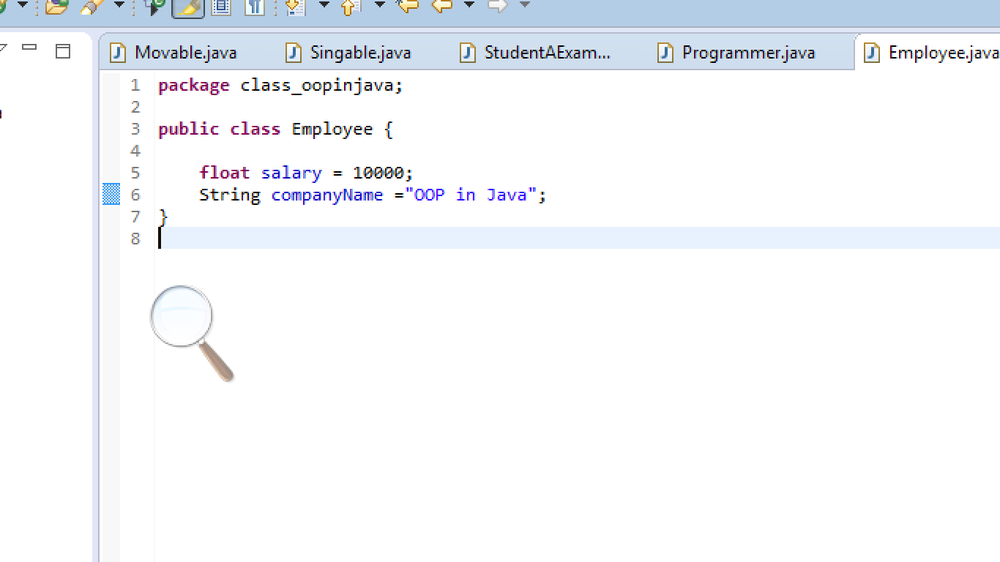 Movable.java Singable.java StudentAExam... Programmer.java Employee.java
1 package class_oopinjava;
2
3 public class Employee {
4
5 float salary = 10000;
6 String companyName ="OOP in Java";
7 }
8